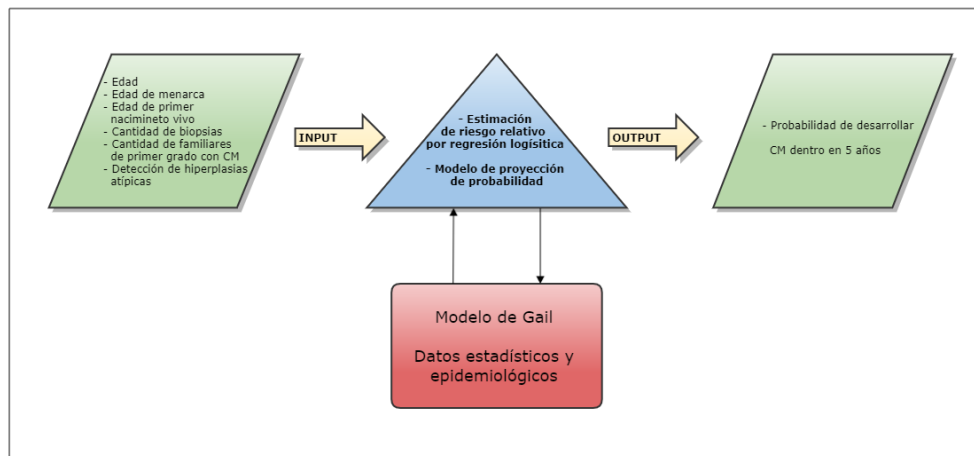 - Edad
- Edad de menarca
- Edad de primer
nacimineto vivo
- Cantidad de biopsias
- Cantidad de familiares
de primer grado con CM
- Detección de hiperplasias
atípicas
INPUT
- Estimación
de riesgo relativo
por regresión logísitica
- Modelo de proyección
de probabilidad
OUTPUT
- Probabilidad de desarrollar
CM dentro en 5 años
Modelo de Gail
Datos estadísticos y
epidemiológicos